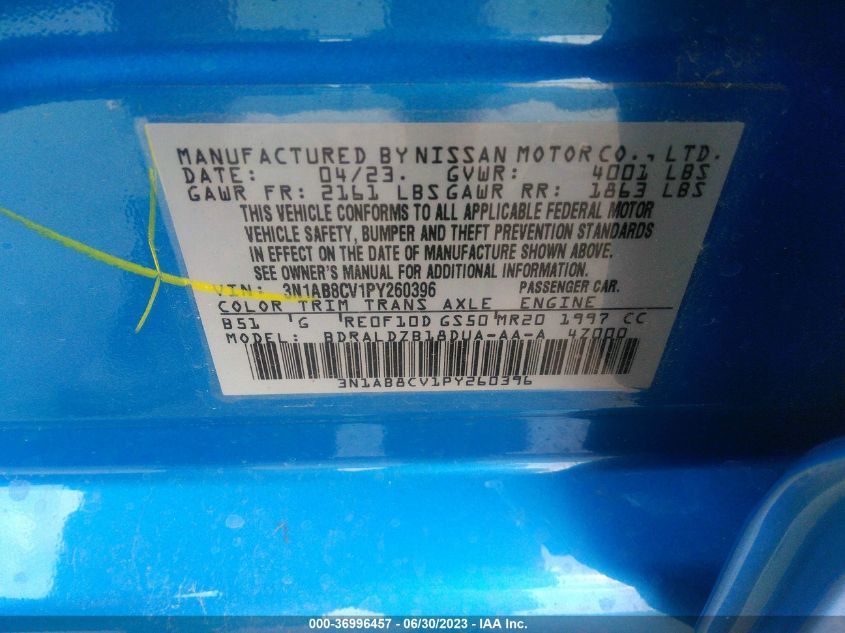 MANUFACTURED BY NISSAN MOTOR CO., LTD.
DATE: 04/23. GVWR: 4001 LBS
GAWR FR: 2161 LBS GAWR RR: 1863 LBS
THIS VEHICLE CONFORMS TO ALL APPLICABLE FEDERAL MOTOR
VEHICLE SAFETY, BUMPER AND THEFT PREVENTION STANDARDS
IN EFFECT ON THE DATE OF MANUFACTURE SHOWN ABOVE.
SEE OWNER'S MANUAL FOR ADDITIONAL INFORMATION.
VIN: 3N1AB8CV1PY260396 PASSENGER CAR.
COLOR TRIM TRANS AXLE ENGINE
B51 G RE0F10D GS50 MR20 1997 CC
MODEL: BDRALDZB18DUA-AA-A 47000
3N1AB8CV1PY260396
000-36996457 - 06/30/2023 - © IAA Inc.